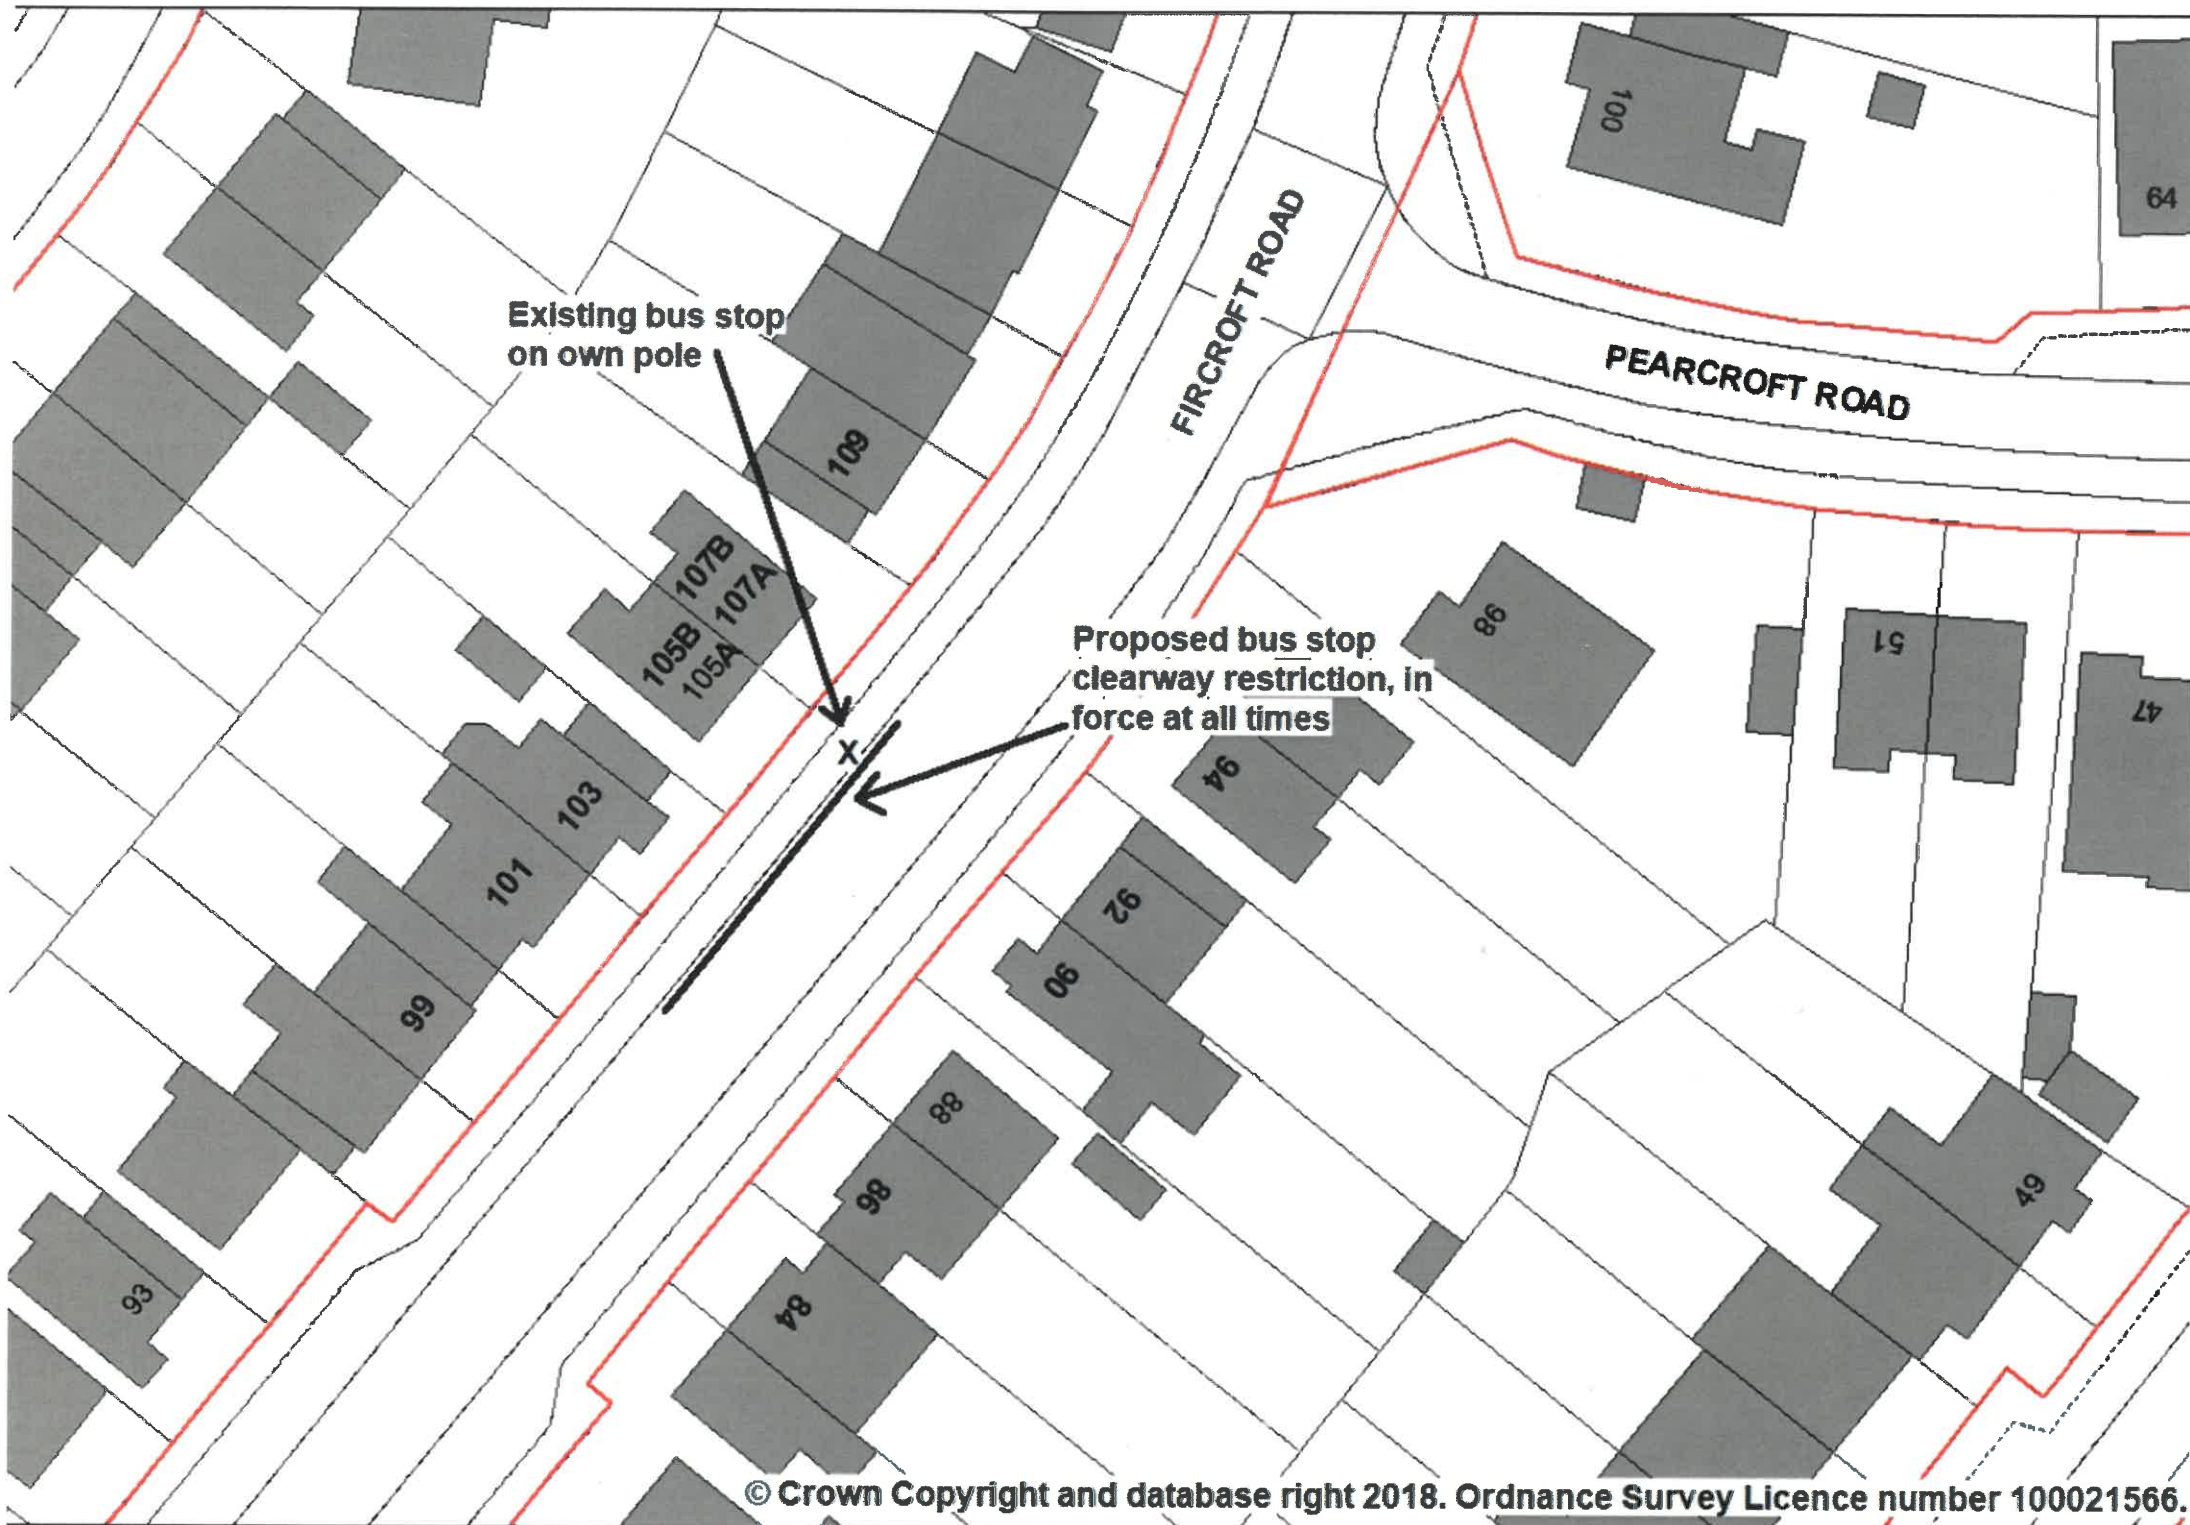 100
64
FIRCROFT ROAD
PEARCROFT ROAD
Existing bus stop
on own pole
109
107B
107A
105B
105A
Proposed bus stop
clearway restriction, in
force at all times
X
98
51
47
94
103
101
92
90
99
88
86
49
84
93
© Crown Copyright and database right 2018. Ordnance Survey Licence number 100021566.